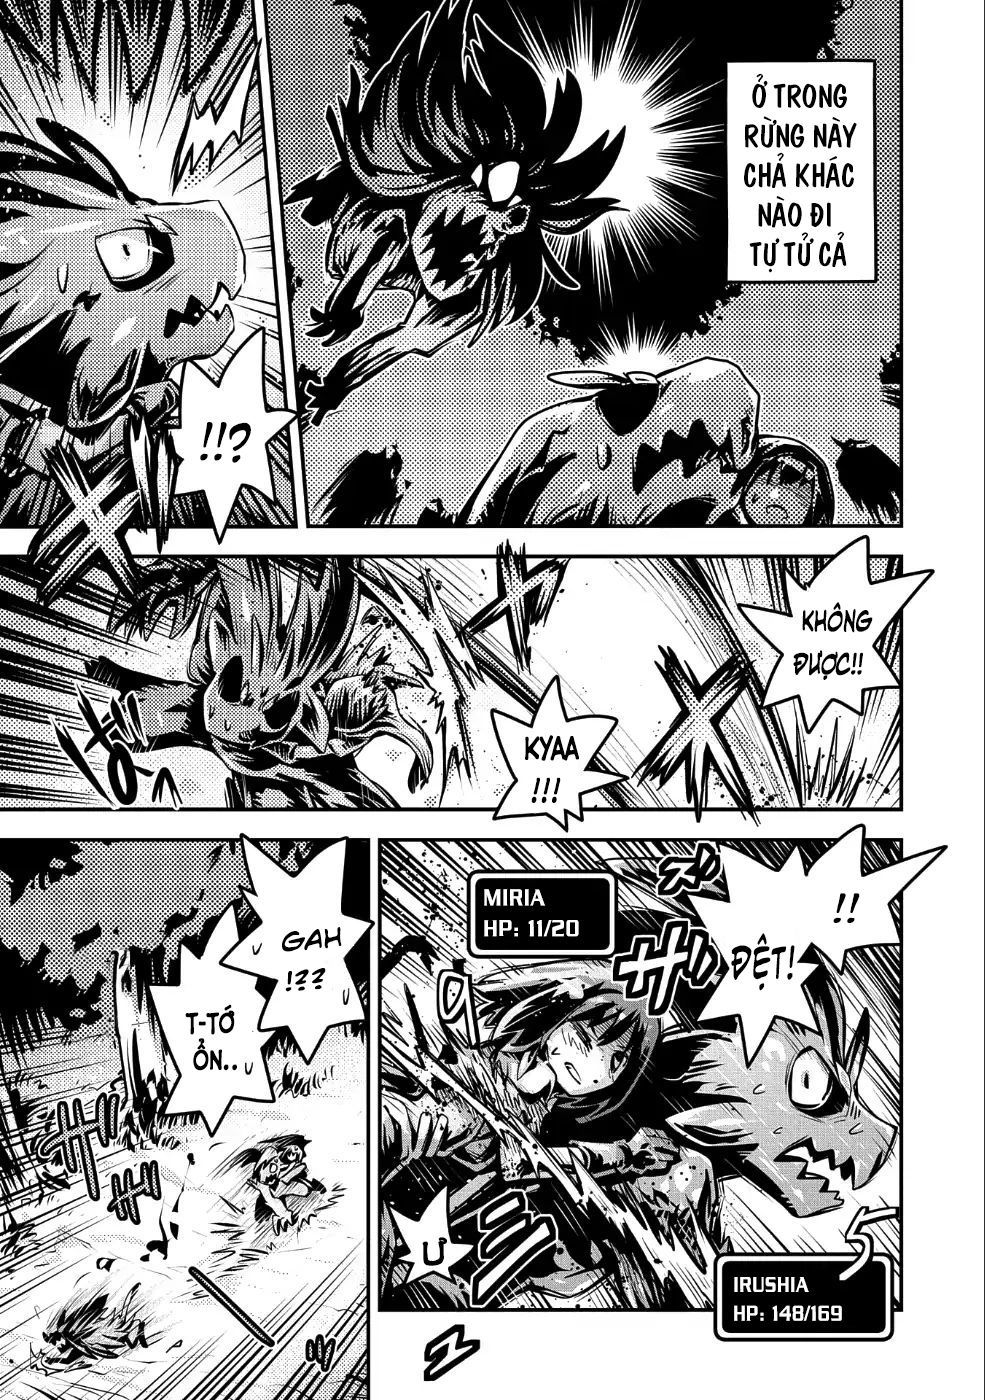 Ở TRONG
RỪNG NÀY
CHẢ KHÁC
NÀO ĐI
TỰ TỬ CẢ
!!?
KHÔNG
ĐƯỢC!!
KYAA
!!!
!!
ĐỆT!
MIRIA
HP: 11/20
Ư
IRUSHIA
HP: 148/169
GAH
!??
T-TỚ
ỔN..